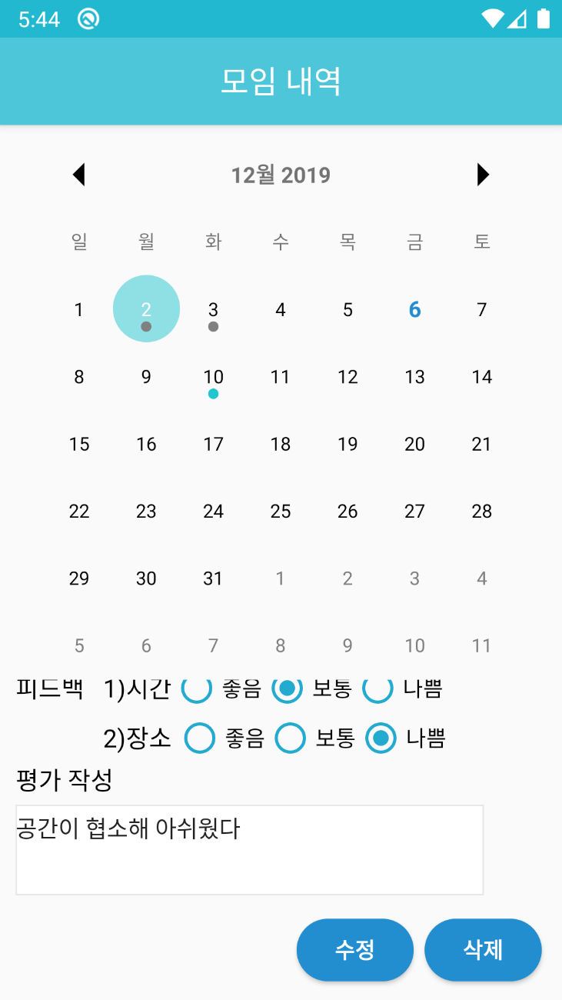 5:44
모임 내역
12월 2019
일 월 화 수 목 금 토
1 2 3 4 5 6 7
8 9 10 11 12 13 14
15 16 17 18 19 20 21
22 23 24 25 26 27 28
29 30 31 1 2 3 4
5 6 7 8 9 10 11
피드백 1)시간 좋음 보통 나쁨
2)장소 좋음 보통 나쁨
평가 작성
공간이 협소해 아쉬웠다
수정 삭제